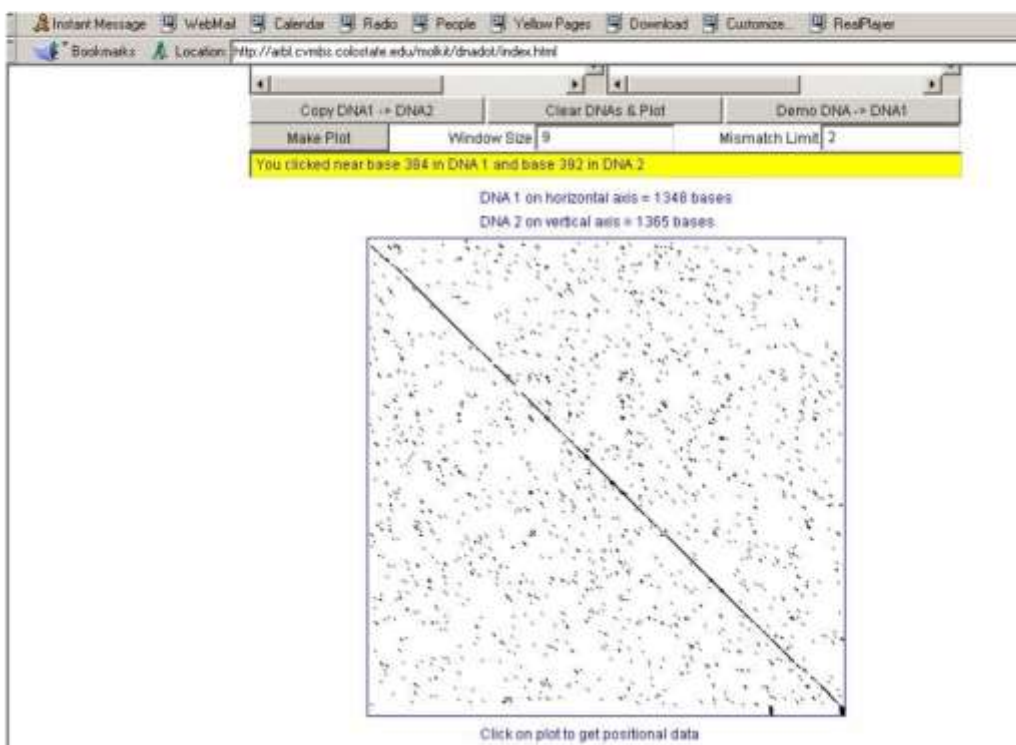 Instant Message WebMail Calendar Radio People Yellow Pages Download Customize... RealPlayer
Bookmarks Location: http://arbl.cvmbs.colostate.edu/molkit/dnadot/index.html
Copy DNA1 -> DNA2 Clear DNAs & Plot Demo DNA -> DNA1
Make Plot Window Size 9 Mismatch Limit 2
You clicked near base 384 in DNA 1 and base 392 in DNA 2
DNA 1 on horizontal axis = 1348 bases
DNA 2 on vertical axis = 1365 bases
Click on plot to get positional data